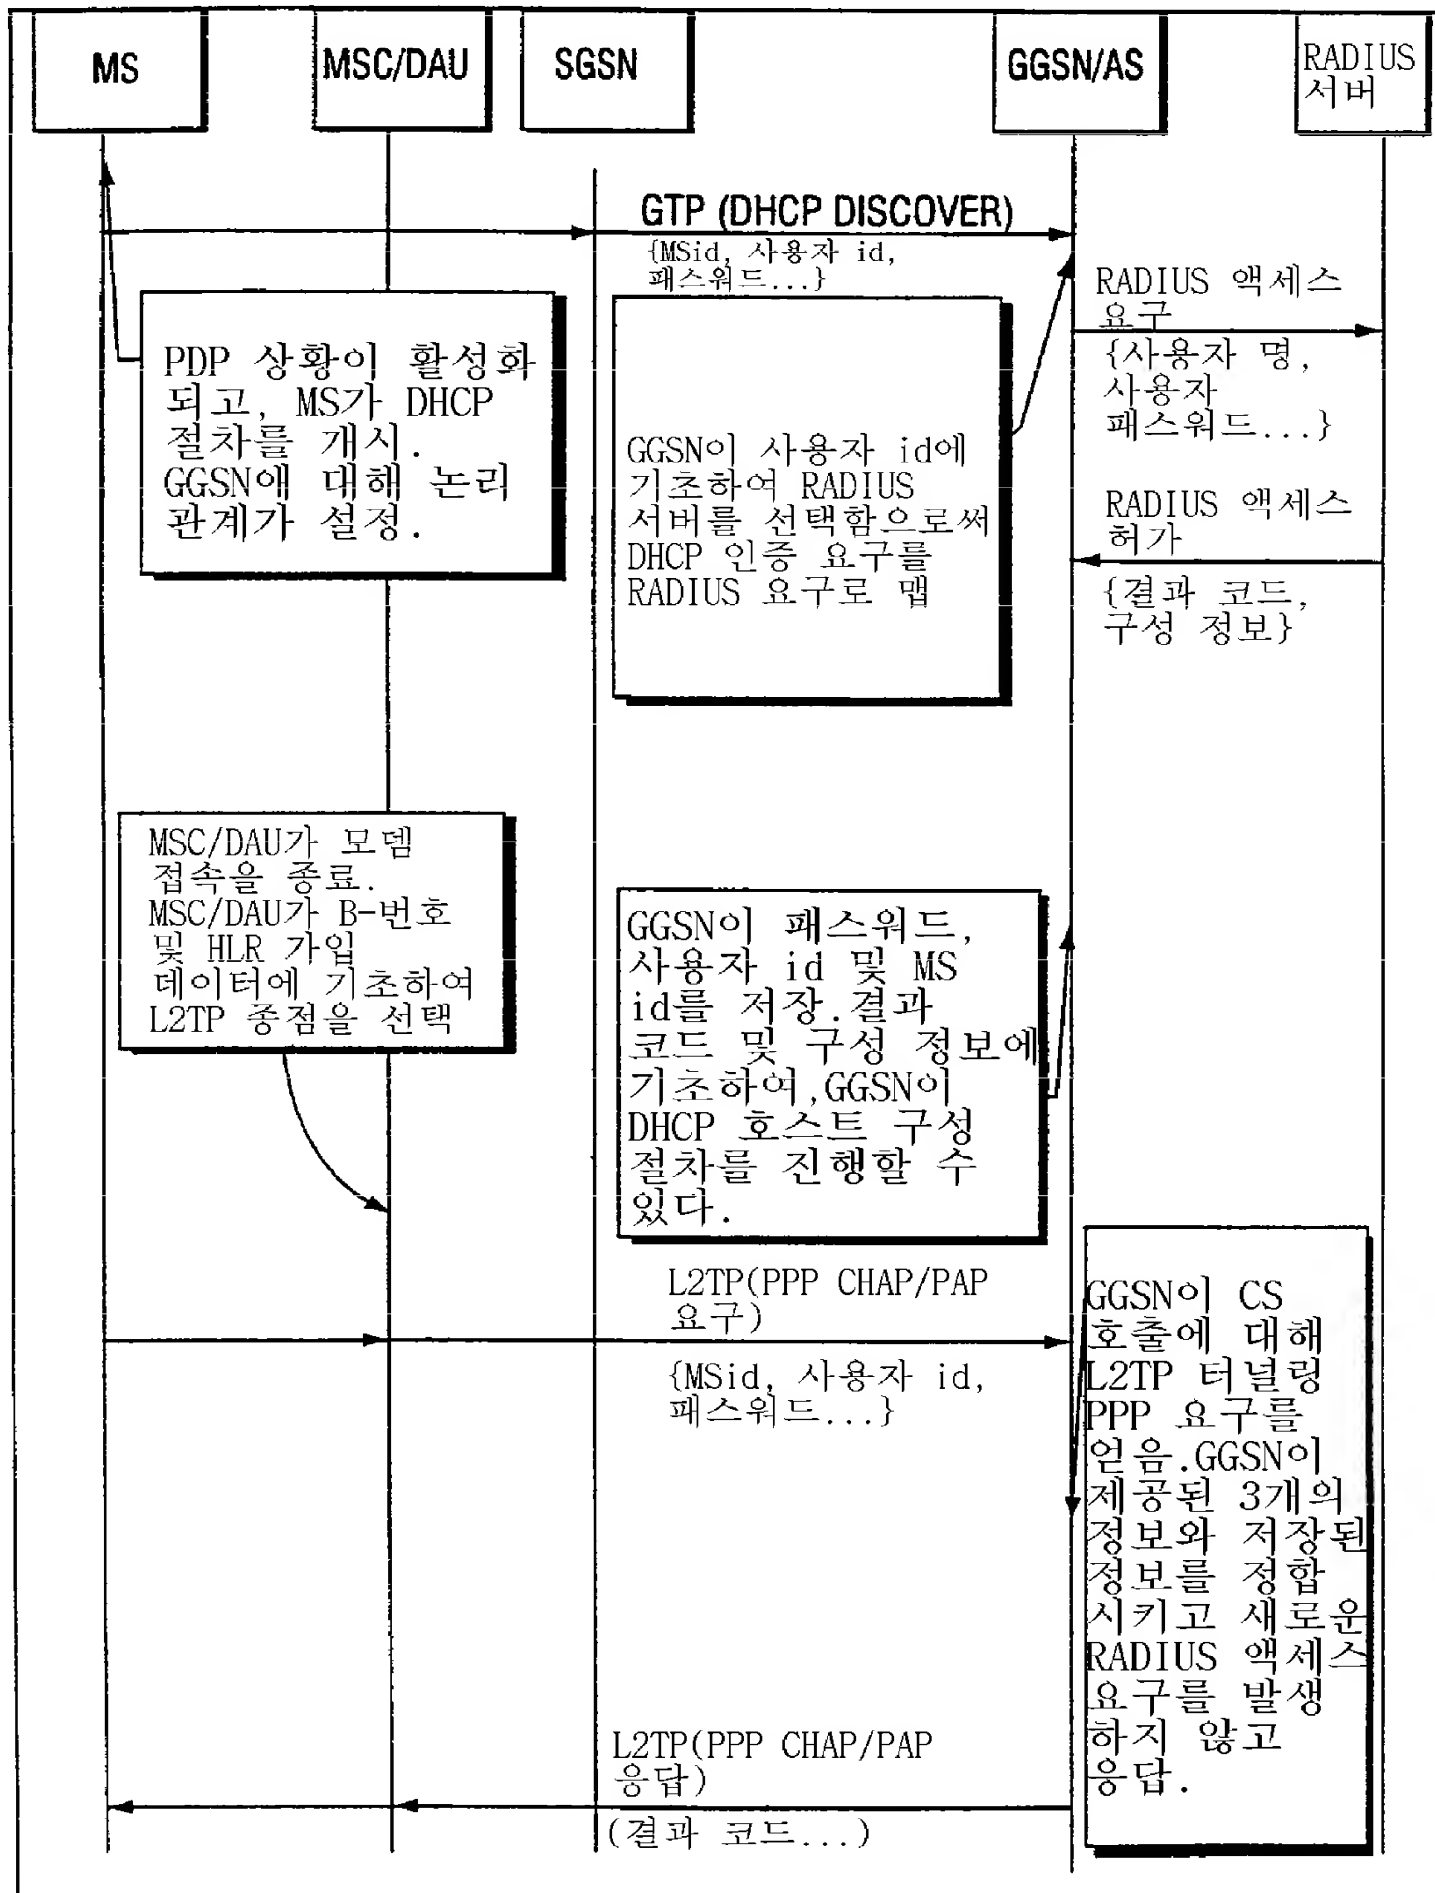 MS
MSC/DAU
SGSN
GGSN/AS
RADIUS
서버
GTP (DHCP DISCOVER)
{MSid, 사용자 id,
패스워드...}
RADIUS 액세스
요구
{사용자 명,
사용자
패스워드...}
PDP 상황이 활성화
되고, MS가 DHCP
절차를 개시.
GGSN애 대해 논리
관계가 설정.
GGSN이 사용자 id에
기초하여 RADIUS
서버를 선택함으로써
DHCP 인증 요구를
RADIUS 요구로 맵
RADIUS 액세스
허가
{결과 코드,
구성 정보}
MSC/DAU가 모뎀
접속을 종료.
MSC/DAU가 B-번호
및 HLR 가입
데이터에 기초하여
L2TP 종점을 선택
GGSN이 패스워드,
사용자 id 및 MS
id를 저장.결과
코드 및 구성 정보에
기초하여,GGSN이
DHCP 호스트 구성
절차를 진행할 수
있다.
L2TP(PPP CHAP/PAP
요구)
{MSid, 사용자 id,
패스워드...}
GGSN이 CS
호출에 대해
L2TP 터널링
PPP 요구를
얻음.GGSN이
제공된 3개의
정보와 저장된
정보를 정합
시키고 새로운
RADIUS 액세스
요구를 발생
하지 않고
응답.
L2TP(PPP CHAP/PAP
응답)
(결과 코드...)